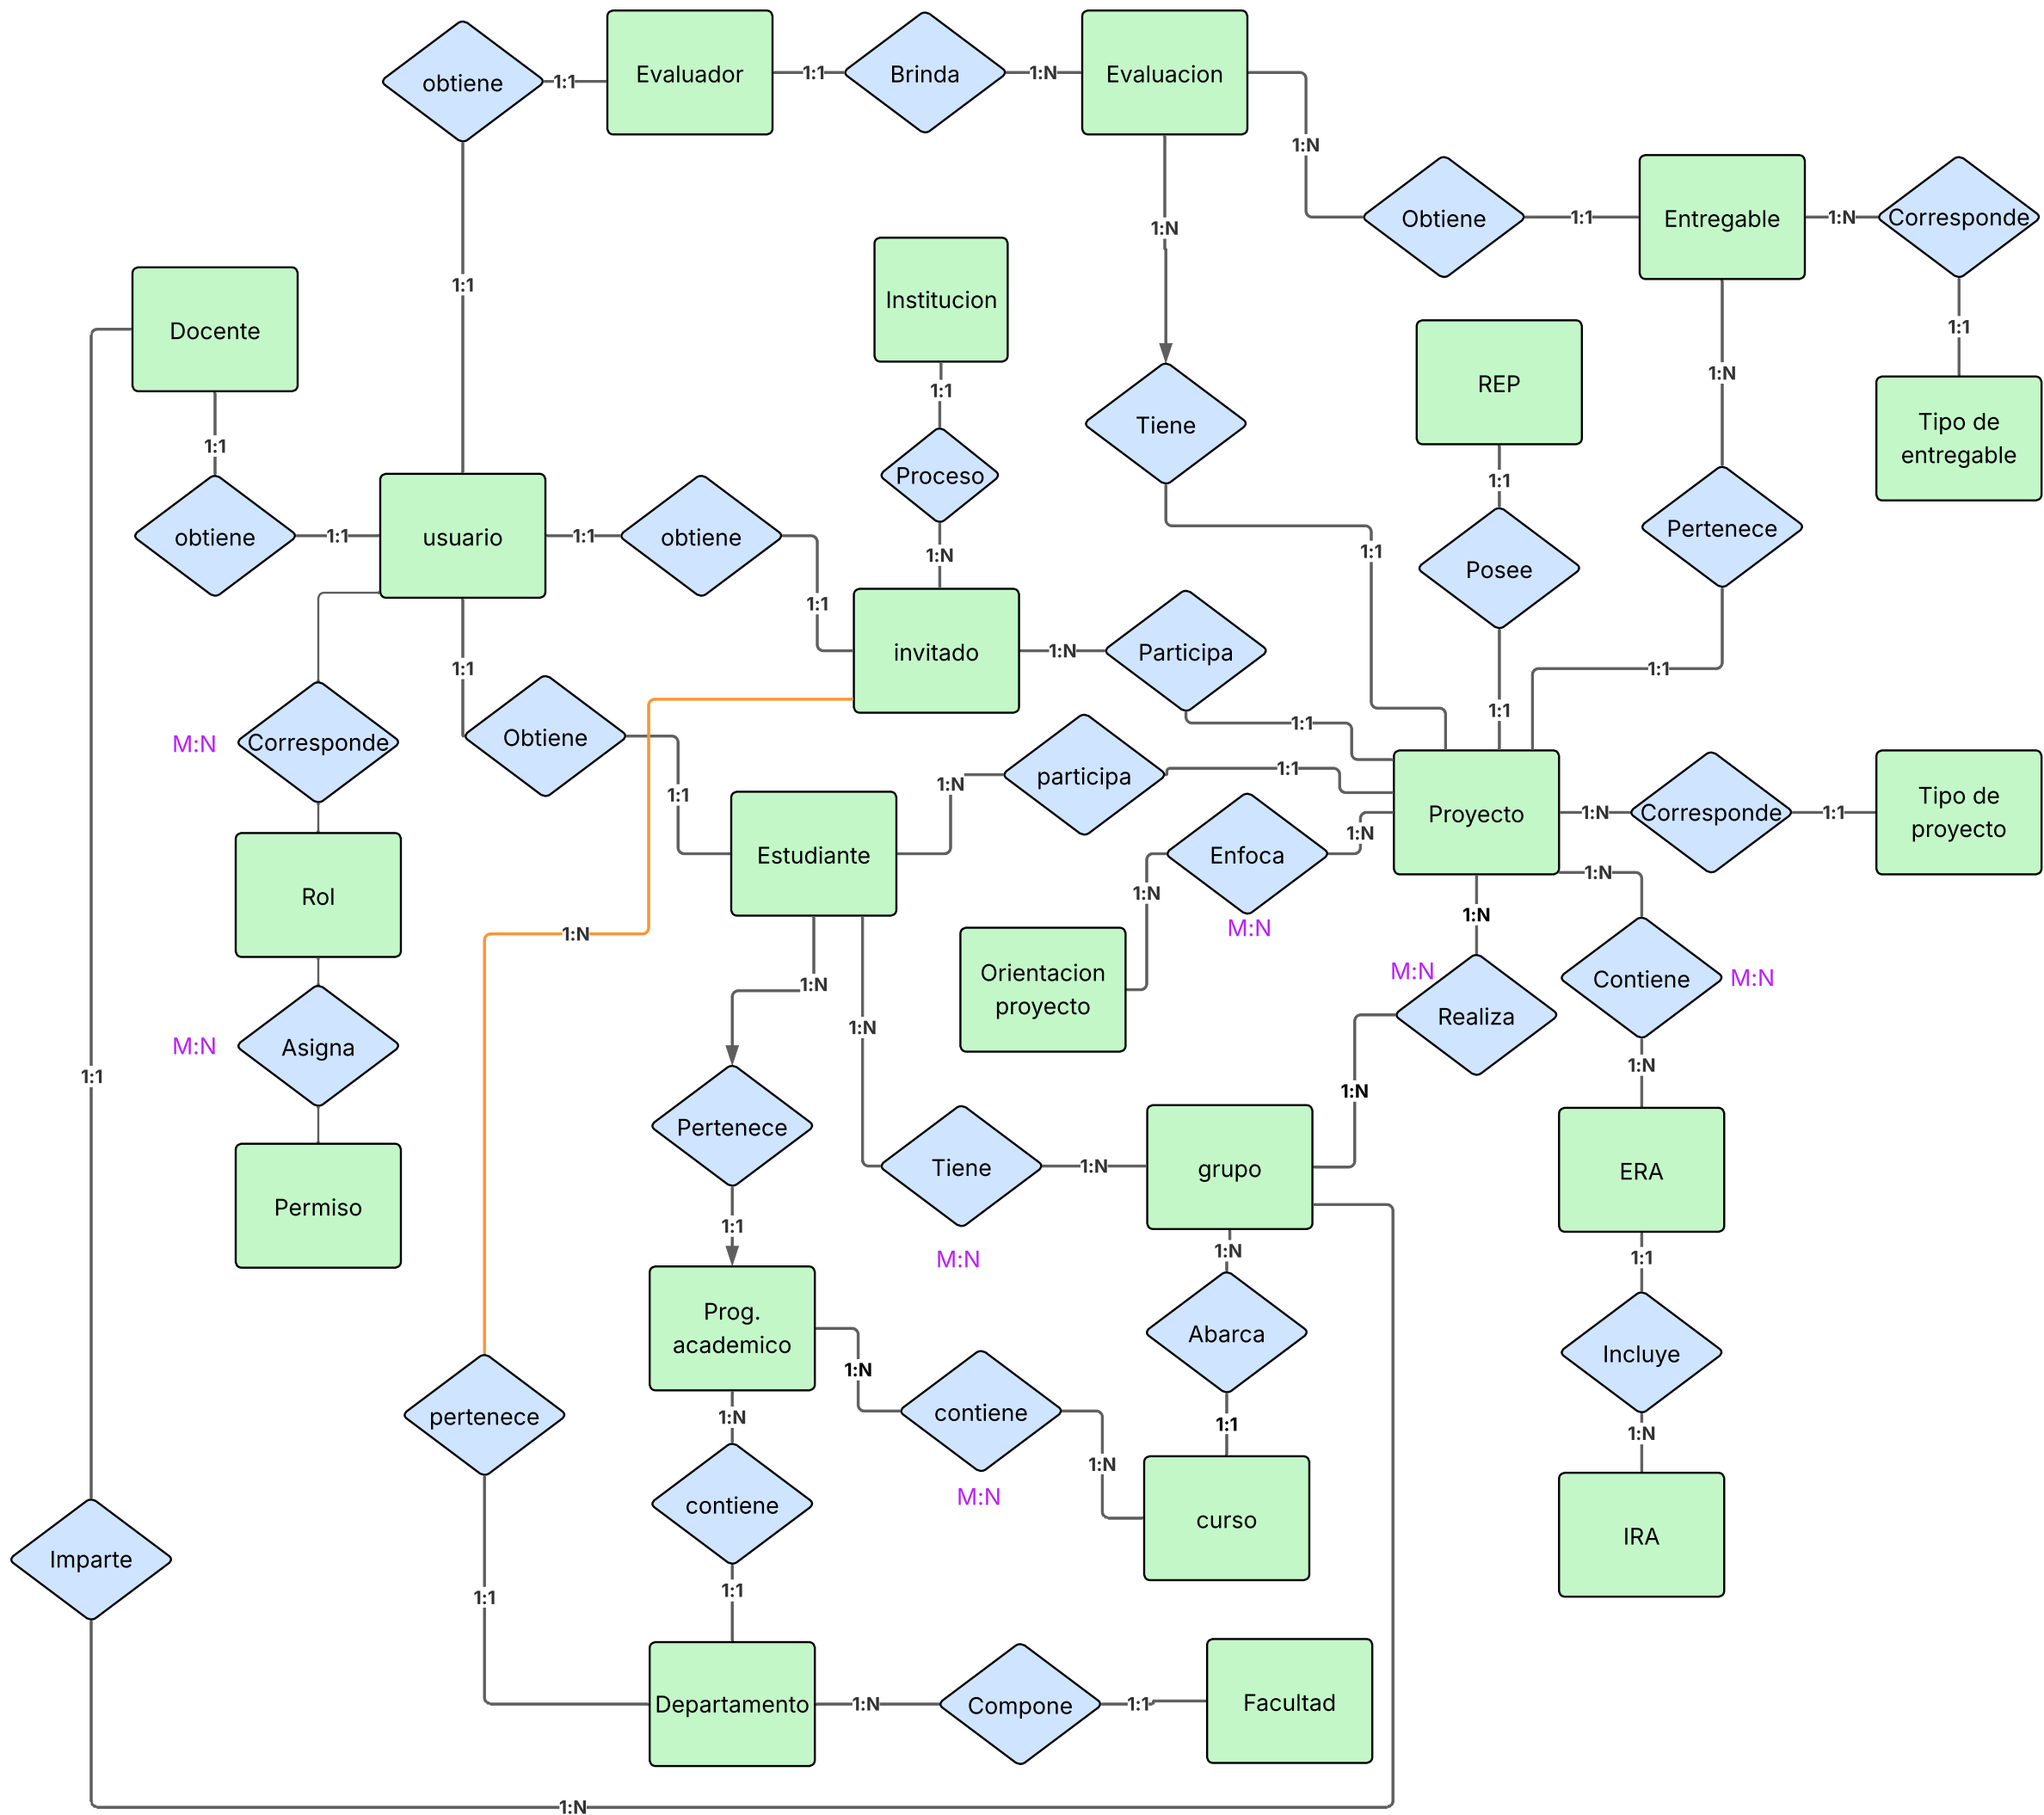 obtiene
1:1
Evaluador
1:1
Brinda
1:N
Evaluacion
1:N
1:N
Obtiene
1:1
Entregable
1:N
Corresponde
1:1
1:1
Institucion
Docente
REP
1:N
Tipo de
entregable
1:1
1:1
Proceso
Tiene
1:1
obtiene
1:1
usuario
1:1
obtiene
1:N
1:1
Posee
Pertenece
1:1
invitado
1:N
Participa
1:1
1:1
1:1
1:1
M:N
Corresponde
Obtiene
1:1
1:N
participa
1:1
Proyecto
1:N
Corresponde
1:1
Tipo de
proyecto
Estudiante
Enfoca
1:N
1:N
M:N
1:N
1:N
Rol
1:N
Orientacion
proyecto
1:N
M:N
Contiene
M:N
Realiza
1:N
M:N
Asigna
1:1
1:N
1:N
Pertenece
Tiene
1:N
grupo
ERA
Permiso
1:1
M:N
1:N
1:1
Prog.
academico
Abarca
Incluye
1:N
pertenece
1:N
contiene
1:1
1:N
1:N
M:N
contiene
curso
IRA
Imparte
1:1
1:1
Departamento
1:N
Compone
1:1
Facultad
1:N